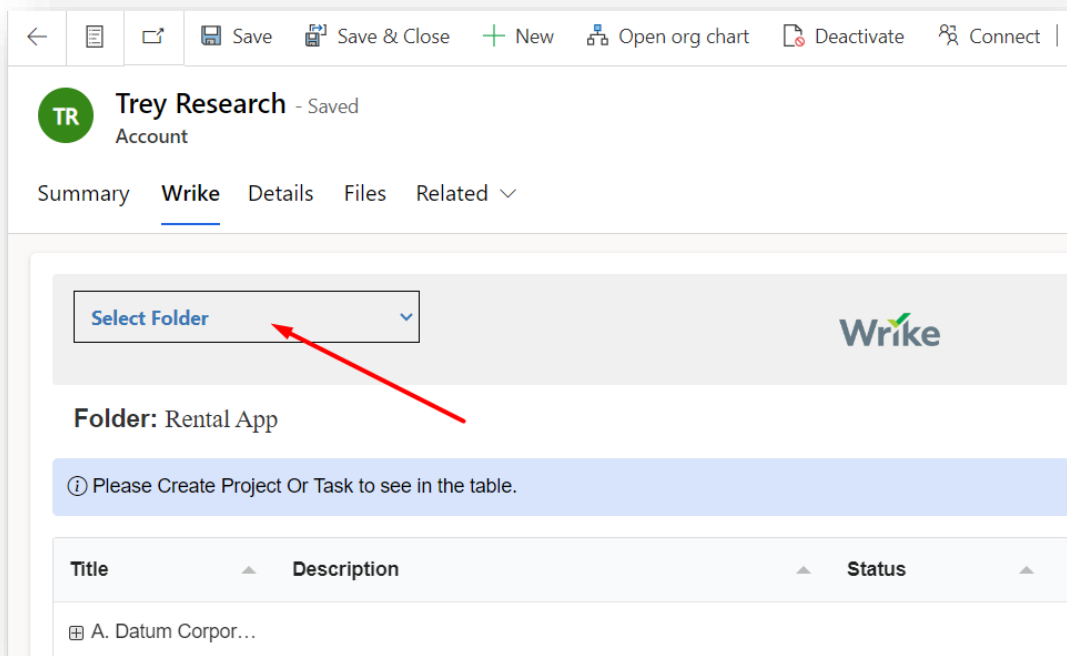 Save Save & Close New Open org chart Deactivate Connect
TR Trey Research - Saved
Account
Summary Wrike Details Files Related
Select Folder
Wrike
Folder: Rental App
Please Create Project Or Task to see in the table.
Title Description Status
A. Datum Corpor...